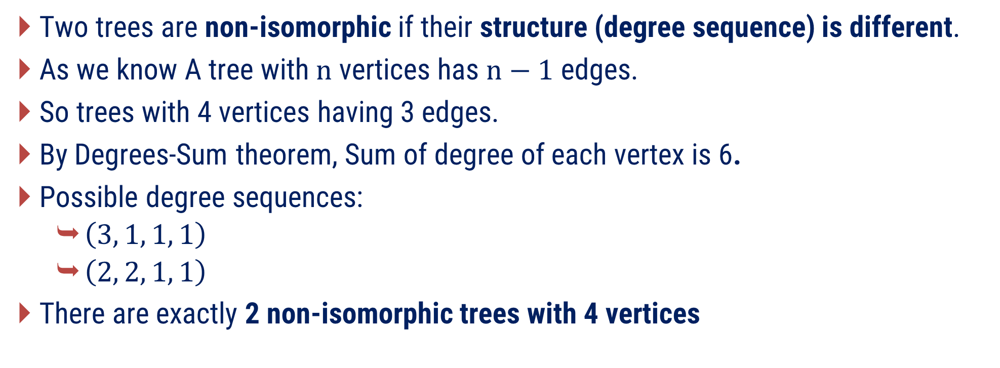 Two trees are non-isomorphic if their structure (degree sequence) is different.
As we know A tree with n vertices has n − 1 edges.
So trees with 4 vertices having 3 edges.
By Degrees-Sum theorem, Sum of degree of each vertex is 6.
Possible degree sequences:
(3, 1, 1, 1)
(2, 2, 1, 1)
There are exactly 2 non-isomorphic trees with 4 vertices